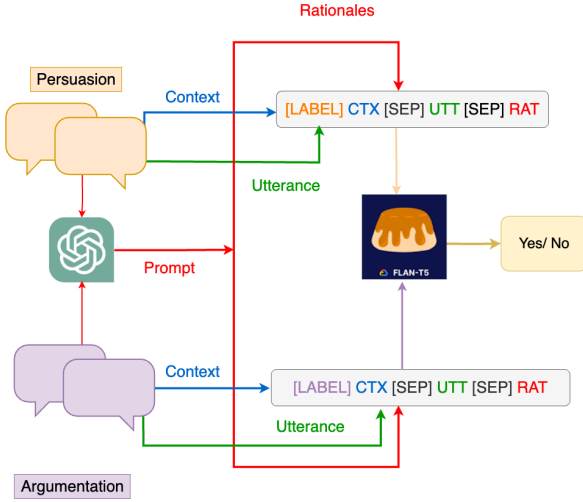 Rationales
Persuasion
Context
[LABEL] CTX [SEP] UTT [SEP] RAT
Utterance
Prompt
FLAN-T5
Yes/ No
Context
[LABEL] CTX [SEP] UTT [SEP] RAT
Utterance
Argumentation